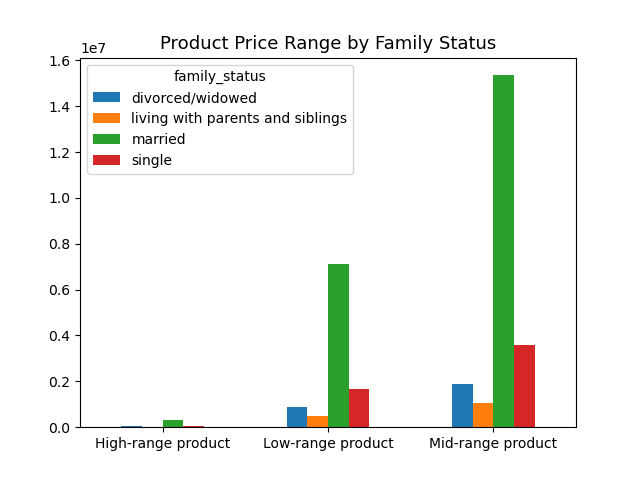 Product Price Range by Family Status
1e7
1.6
1.4
1.2
1.0
0.8
0.6
0.4
0.2
0.0
family_status
divorced/widowed
living with parents and siblings
married
single
High-range product
Low-range product
Mid-range product